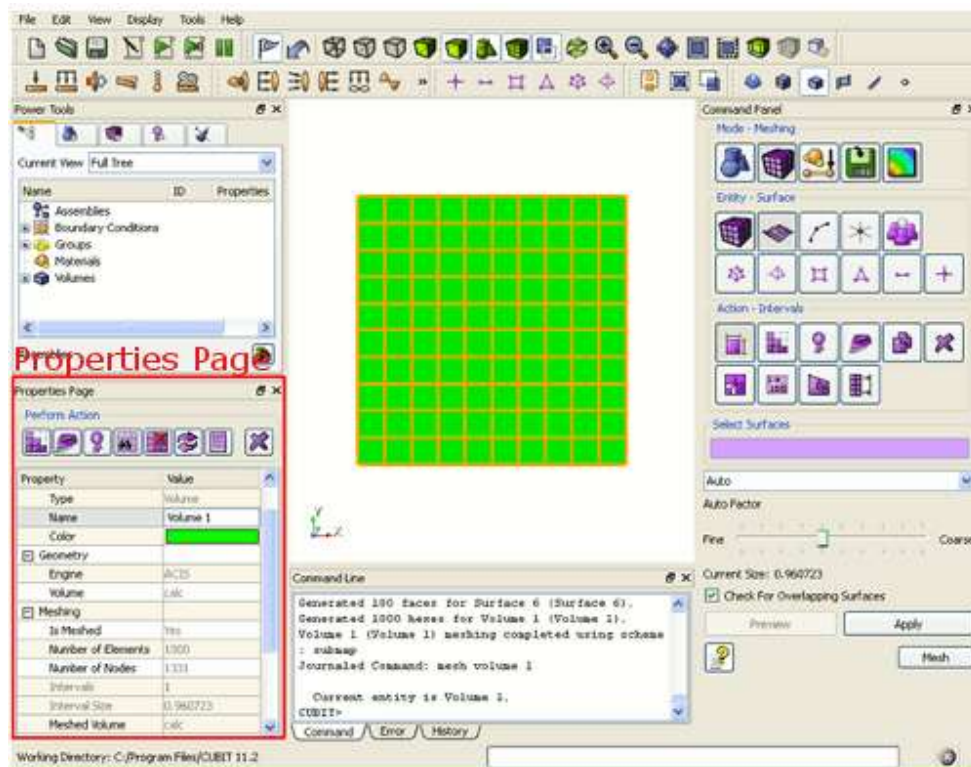 File Edit View Display Tools Help
Power Tools
Current View Full Tree
Name ID Properties
Assemblies
Boundary Conditions
Groups
Materials
Volumes
Properties Page
Properties Page
Perform Action
Property Value
Type Volume
Name Volume 1
Color
Geometry
Engine ACIS
Volume calc
Meshing
Is Meshed Yes
Number of Elements 1000
Number of Nodes 1331
Intervals 1
Interval Size 0.960723
Meshed Volume calc
Working Directory: C:/Program Files/CUBIT 11.2
Y
Z X
Command Line
Generated 100 faces for Surface 6 (Surface 6).
Generated 1000 hexes for Volume 1 (Volume 1).
Volume 1 (Volume 1) meshing completed using scheme
: submap
Journaled Command: mesh volume 1
Current entity is Volume 1.
CUBIT>
Command Error History
Command Panel
Mode - Meshing
Entity - Surface
Action - Intervals
Select Surfaces
Auto
Auto Factor
Fine Coarse
Current Size: 0.960723
Check For Overlapping Surfaces
Preview Apply
Mesh